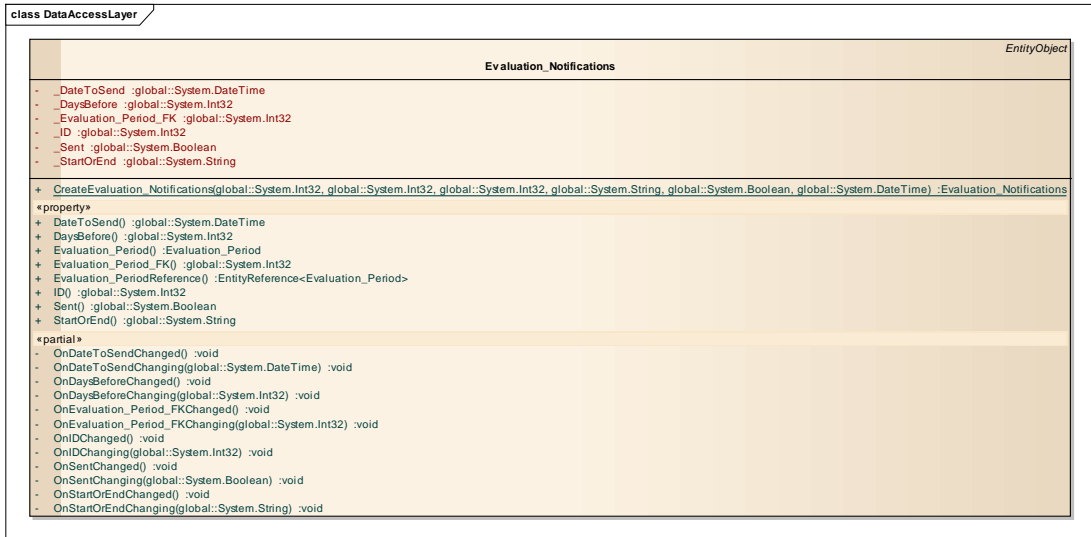 class DataAccessLayer
EntityObject
Evaluation_Notifications
- _DateToSend :global::System.DateTime
- _DaysBefore :global::System.Int32
- _Evaluation_Period_FK :global::System.Int32
- _ID :global::System.Int32
- _Sent :global::System.Boolean
- _StartOrEnd :global::System.String
+ CreateEvaluation_Notifications(global::System.Int32, global::System.Int32, global::System.Int32, global::System.String, global::System.Boolean, global::System.DateTime) :Evaluation_Notifications
«property»
+ DateToSend() :global::System.DateTime
+ DaysBefore() :global::System.Int32
+ Evaluation_Period() :Evaluation_Period
+ Evaluation_Period_FK() :global::System.Int32
+ Evaluation_PeriodReference() :EntityReference<Evaluation_Period>
+ ID() :global::System.Int32
+ Sent() :global::System.Boolean
+ StartOrEnd() :global::System.String
«partial»
- OnDateToSendChanged() :void
- OnDateToSendChanging(global::System.DateTime) :void
- OnDaysBeforeChanged() :void
- OnDaysBeforeChanging(global::System.Int32) :void
- OnEvaluation_Period_FKChanged() :void
- OnEvaluation_Period_FKChanging(global::System.Int32) :void
- OnIDChanged() :void
- OnIDChanging(global::System.Int32) :void
- OnSentChanged() :void
- OnSentChanging(global::System.Boolean) :void
- OnStartOrEndChanged() :void
- OnStartOrEndChanging(global::System.String) :void